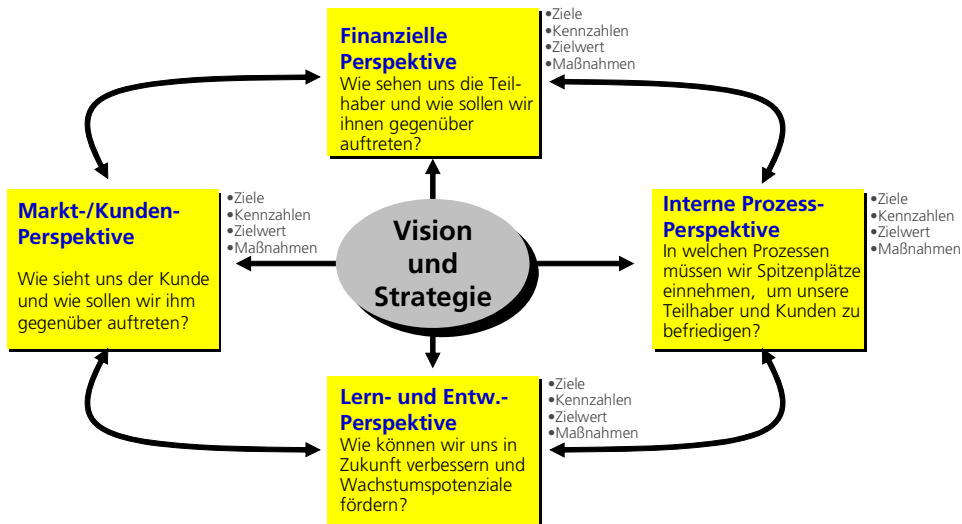 Finanzielle
Perspektive
Wie sehen uns die Teil-
haber und wie sollen wir
ihnen gegenüber
auftreten?
•Ziele
•Kennzahlen
•Zielwert
•Maßnahmen
Markt-/Kunden-
Perspektive
Wie sieht uns der Kunde
und wie sollen wir ihm
gegenüber auftreten?
•Ziele
•Kennzahlen
•Zielwert
•Maßnahmen
Vision
und
Strategie
Interne Prozess-
Perspektive
In welchen Prozessen
müssen wir Spitzenplätze
einnehmen, um unsere
Teilhaber und Kunden zu
befriedigen?
•Ziele
•Kennzahlen
•Zielwert
•Maßnahmen
Lern- und Entw.-
Perspektive
Wie können wir uns in
Zukunft verbessern und
Wachstumspotenziale
fördern?
•Ziele
•Kennzahlen
•Zielwert
•Maßnahmen